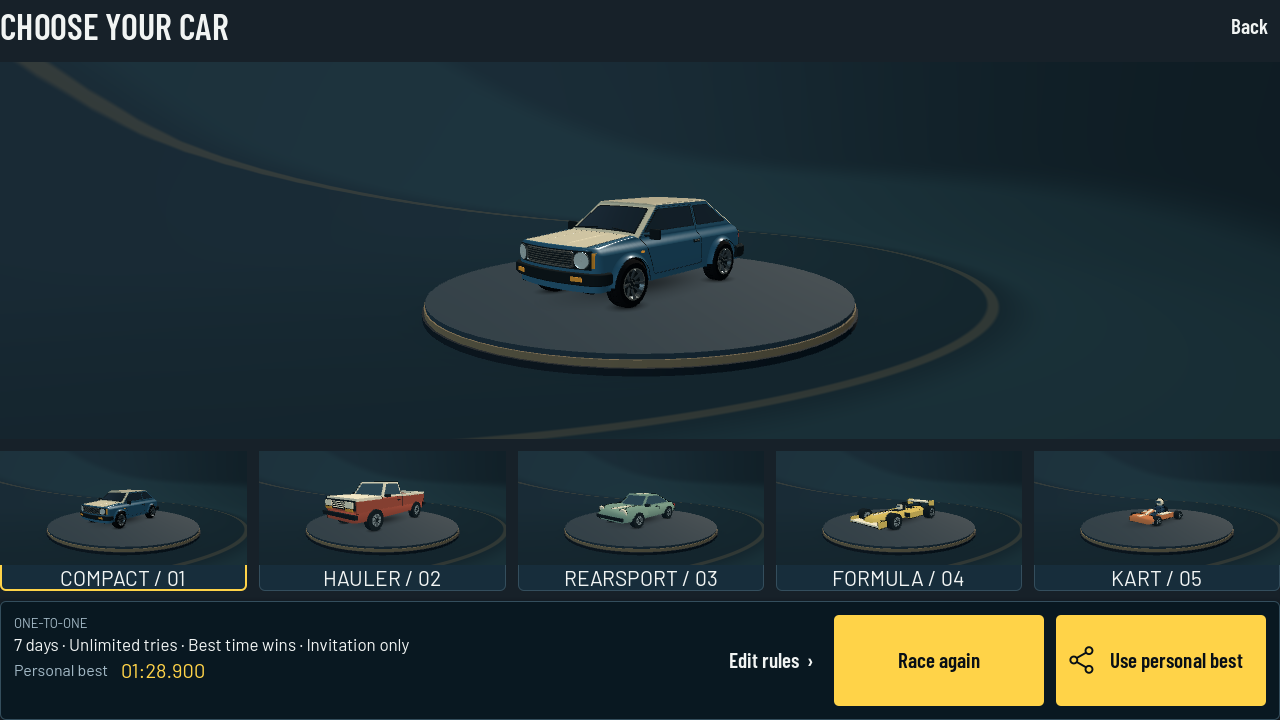 CHOOSE YOUR CAR
Back
COMPACT / 01
HAULER / 02
REARSPORT / 03
FORMULA / 04
KART / 05
ONE-TO-ONE
7 days · Unlimited tries · Best time wins · Invitation only
Personal best 01:28.900
Edit rules ›
Race again
Use personal best